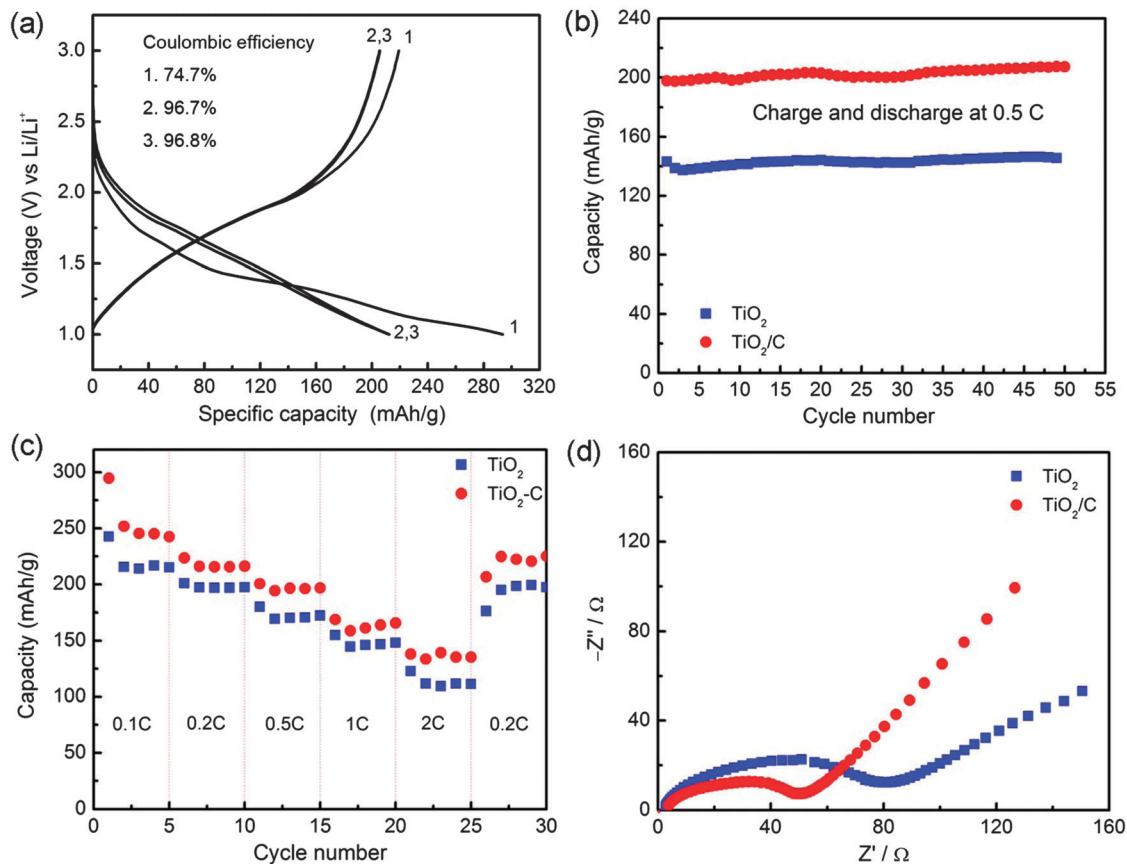 (a)
Coulombic efficiency
1. 74.7%
2. 96.7%
3. 96.8%
2,3
1
2,3
1
3.0
2.5
2.0
1.5
1.0
Voltage (V) vs Li/Li⁺
0 40 80 120 160 200 240 280 320
Specific capacity (mAh/g)
(b)
Charge and discharge at 0.5 C
TiO₂
TiO₂/C
240
200
160
120
80
40
0
Capacity (mAh/g)
0 5 10 15 20 25 30 35 40 45 50 55
Cycle number
(c)
TiO₂
TiO₂-C
300
250
200
150
100
50
0
Capacity (mAh/g)
0.1C 0.2C 0.5C 1C 2C 0.2C
0 5 10 15 20 25 30
Cycle number
(d)
TiO₂
TiO₂/C
160
120
80
40
0
−Z'' / Ω
0 40 80 120 160
Z' / Ω